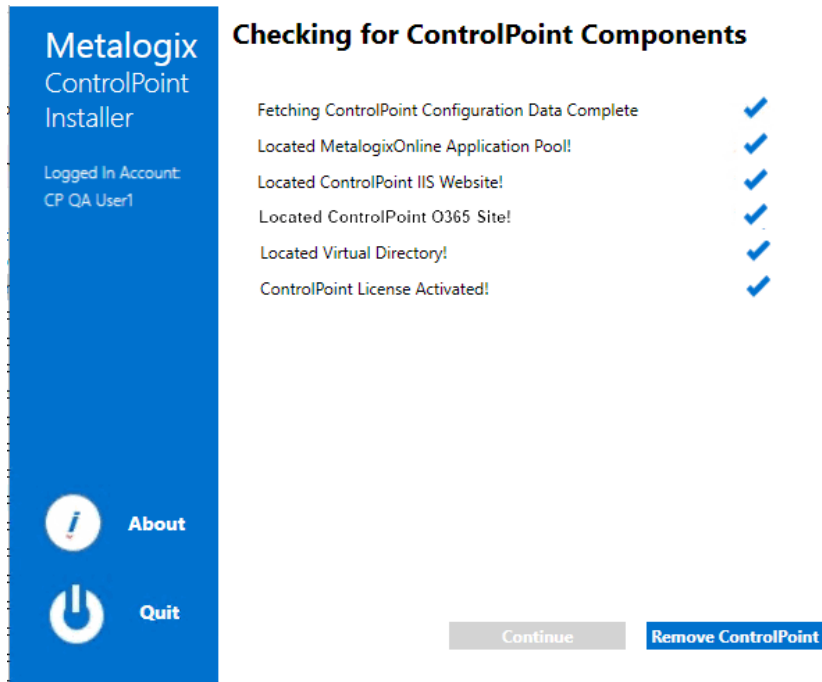 Metalogix
ControlPoint
Installer
Logged In Account:
CP QA User1
About
Quit
Checking for ControlPoint Components
Fetching ControlPoint Configuration Data Complete
Located MetalogixOnline Application Pool!
Located ControlPoint IIS Website!
Located ControlPoint O365 Site!
Located Virtual Directory!
ControlPoint License Activated!
Continue
Remove ControlPoint